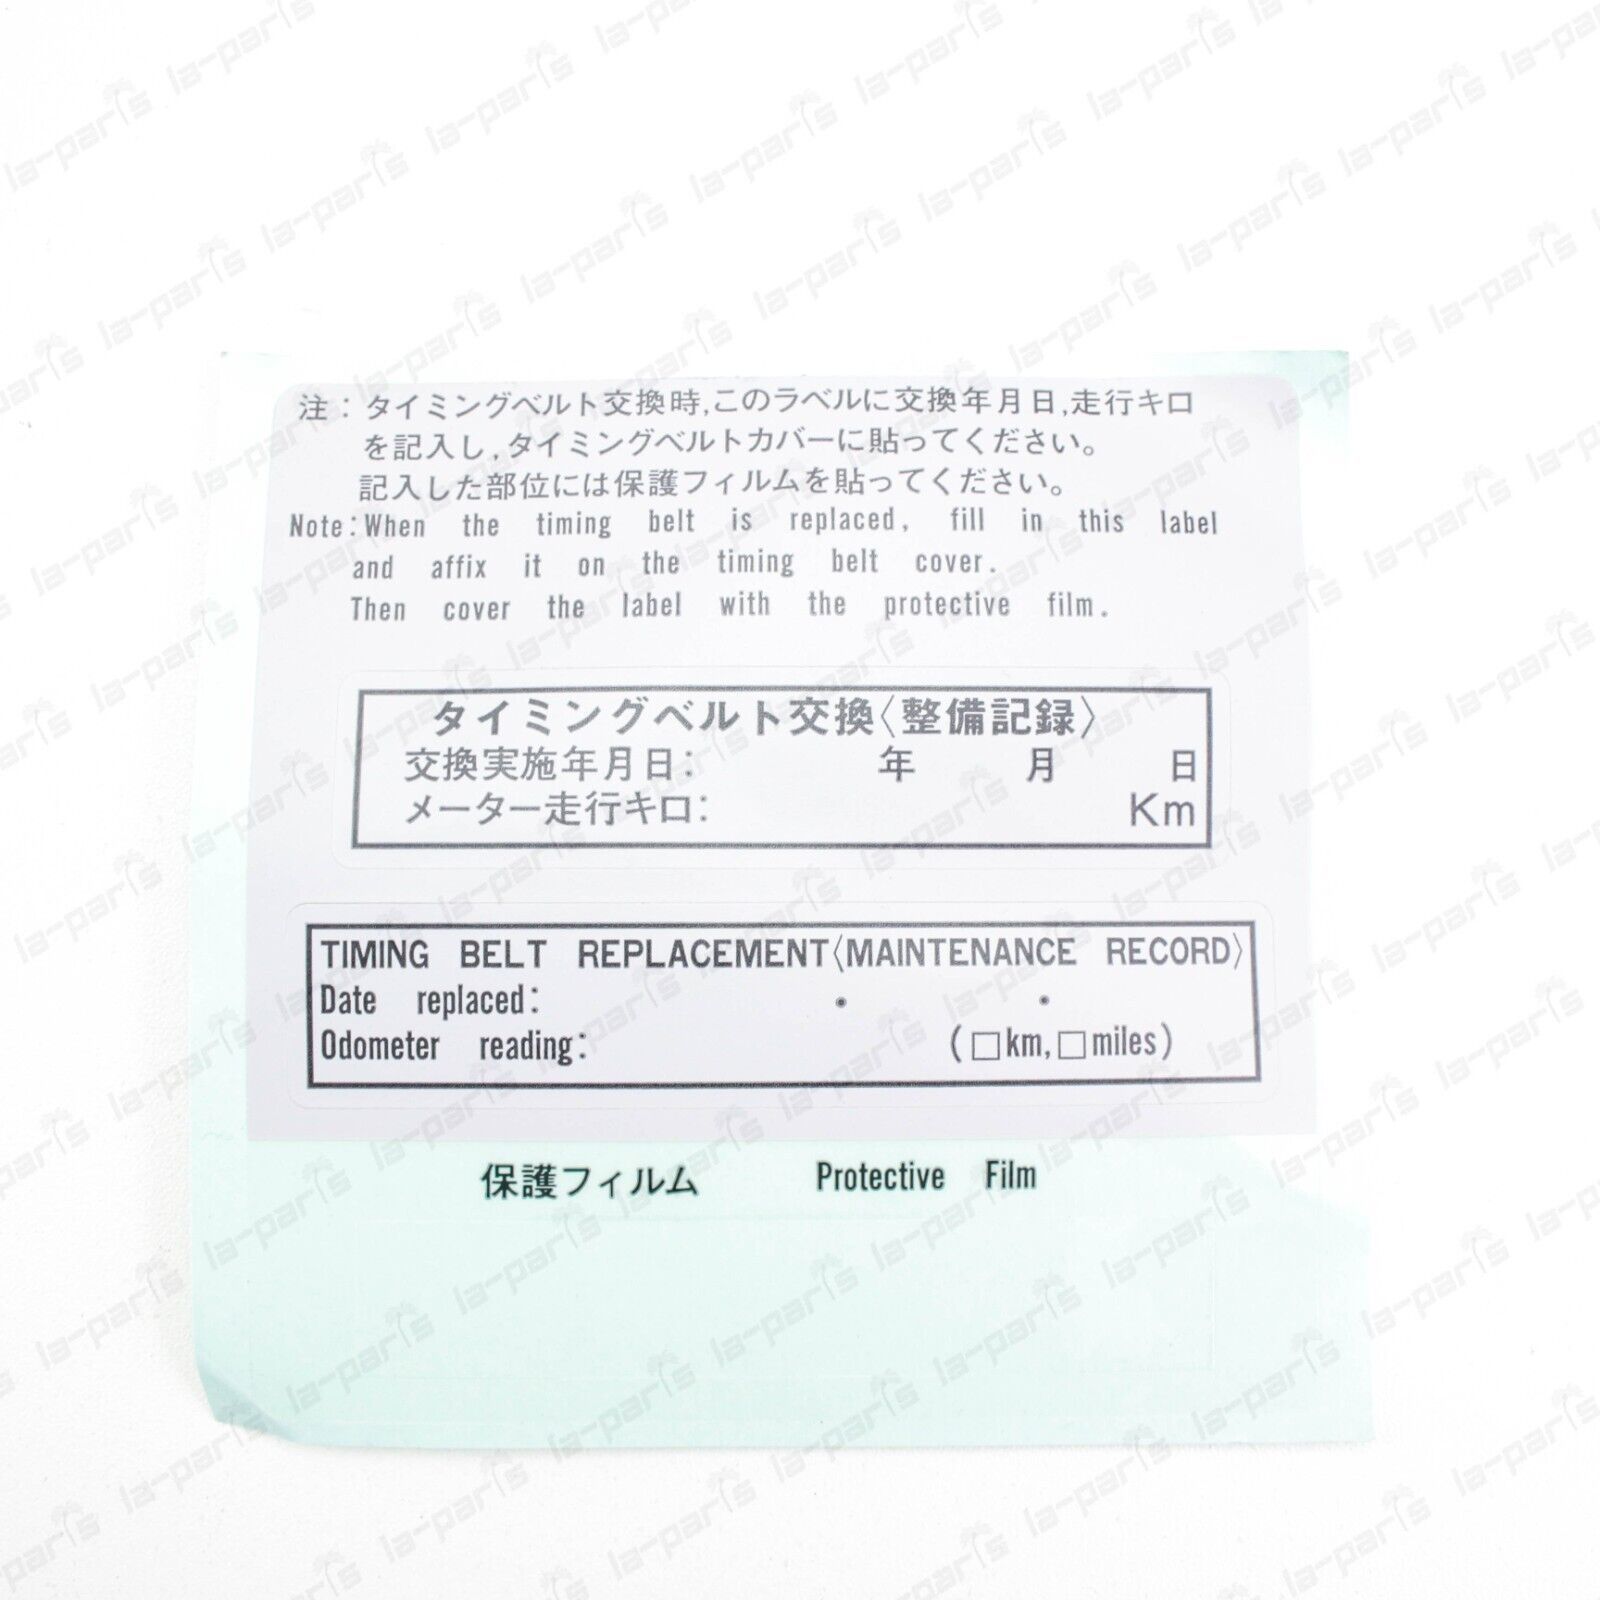 注：タイミングベルト交換時,このラベルに交換年月日,走行キロ
を記入し,タイミングベルトカバーに貼ってください。
記入した部位には保護フィルムを貼ってください。
Note:When the timing belt is replaced, fill in this label
and affix it on the timing belt cover.
Then cover the label with the protective film.
タイミングベルト交換〈整備記録〉
交換実施年月日： 年 月 日
メーター走行キロ： Km
TIMING BELT REPLACEMENT〈MAINTENANCE RECORD〉
Date replaced: ・ ・
Odometer reading: (□km,□miles)
保護フィルム Protective Film
la-parts